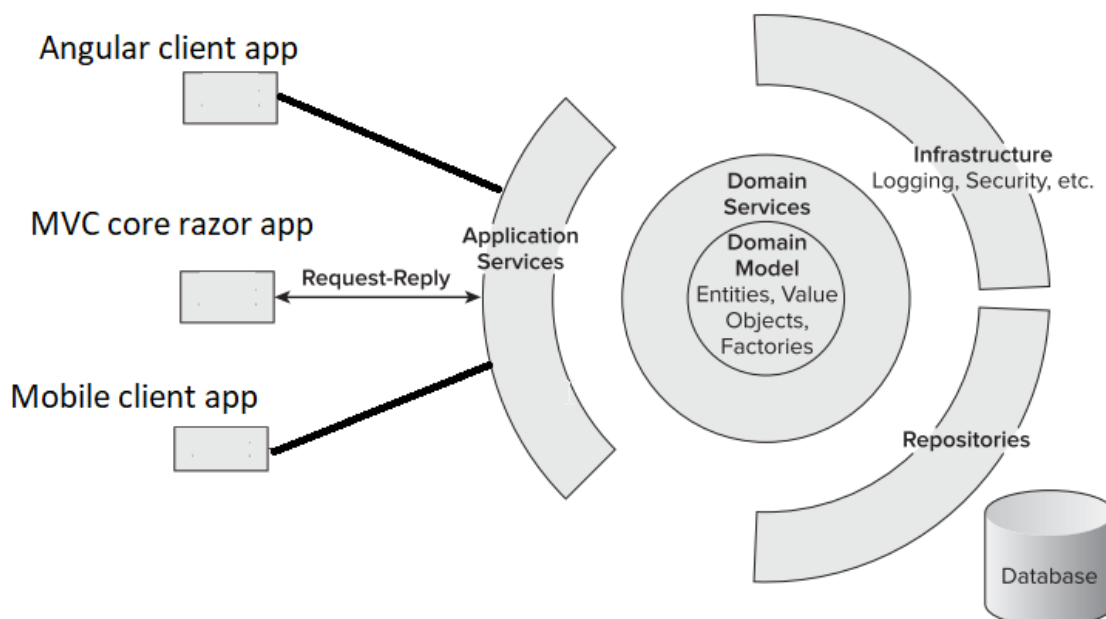 Angular client app
MVC core razor app
Request-Reply
Mobile client app
Application
Services
Domain
Services
Domain
Model
Entities, Value
Objects,
Factories
Infrastructure
Logging, Security, etc.
Repositories
Database